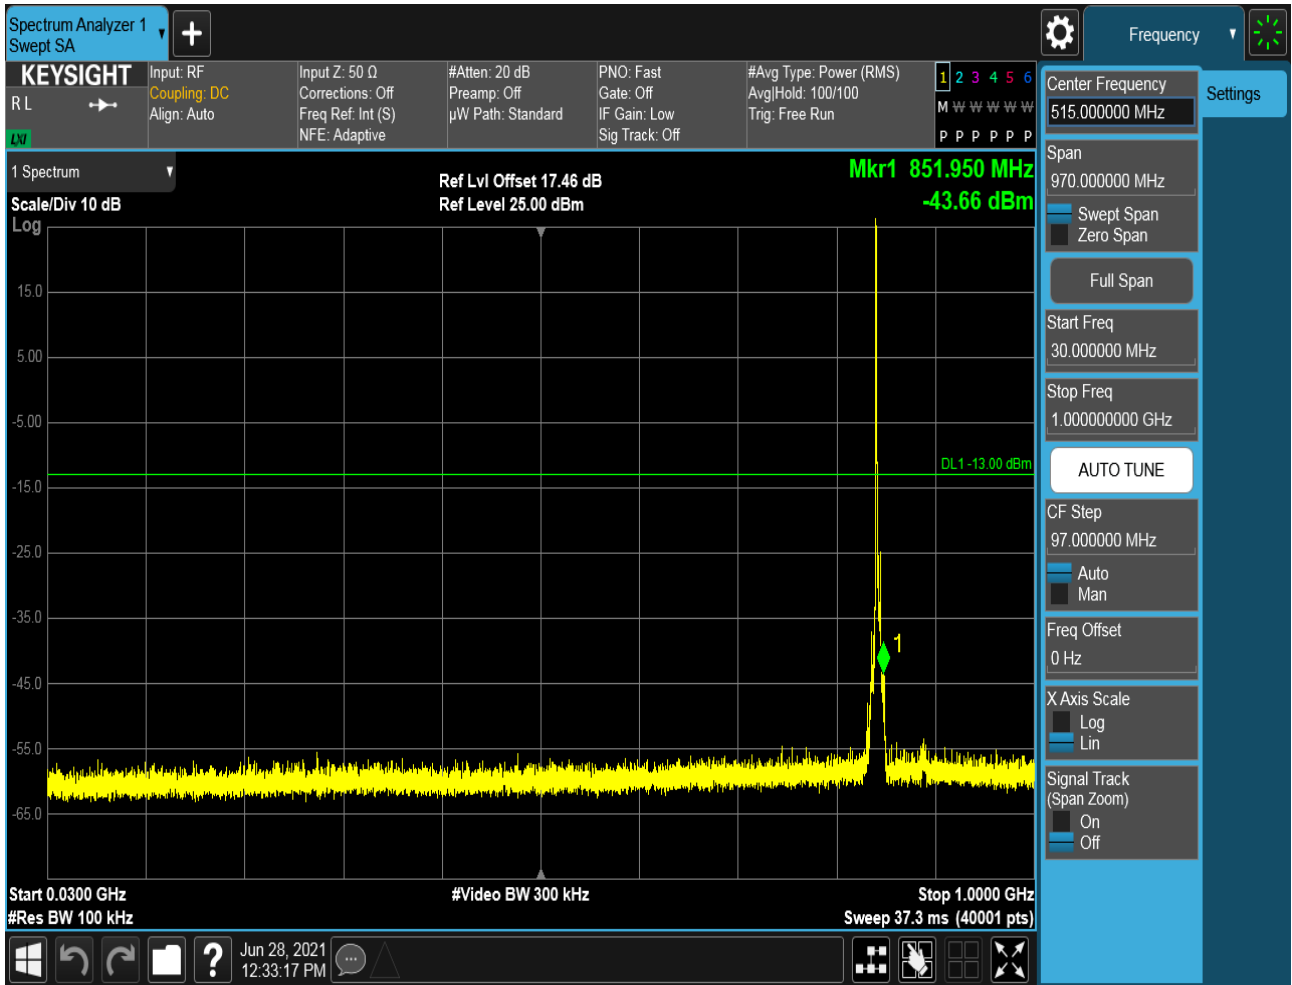 Spectrum Analyzer 1
Swept SA
Frequency
KEYSIGHT
R L
LXI
Input: RF
Coupling: DC
Align: Auto
Input Z: 50 Ω
Corrections: Off
Freq Ref: Int (S)
NFE: Adaptive
#Atten: 20 dB
Preamp: Off
µW Path: Standard
PNO: Fast
Gate: Off
IF Gain: Low
Sig Track: Off
#Avg Type: Power (RMS)
Avg|Hold: 100/100
Trig: Free Run
1 2 3 4 5 6
M W W W W W
P P P P P P
1 Spectrum
Scale/Div 10 dB
Log
Ref Lvl Offset 17.46 dB
Ref Level 25.00 dBm
Mkr1 851.950 MHz
-43.66 dBm
15.0
5.00
-5.00
DL1 -13.00 dBm
-15.0
-25.0
-35.0
1
-45.0
-55.0
-65.0
Start 0.0300 GHz
#Res BW 100 kHz
#Video BW 300 kHz
Stop 1.0000 GHz
Sweep 37.3 ms (40001 pts)
Center Frequency
515.000000 MHz
Settings
Span
970.000000 MHz
Swept Span
Zero Span
Full Span
Start Freq
30.000000 MHz
Stop Freq
1.000000000 GHz
AUTO TUNE
CF Step
97.000000 MHz
Auto
Man
Freq Offset
0 Hz
X Axis Scale
Log
Lin
Signal Track
(Span Zoom)
On
Off
?
Jun 28, 2021
12:33:17 PM